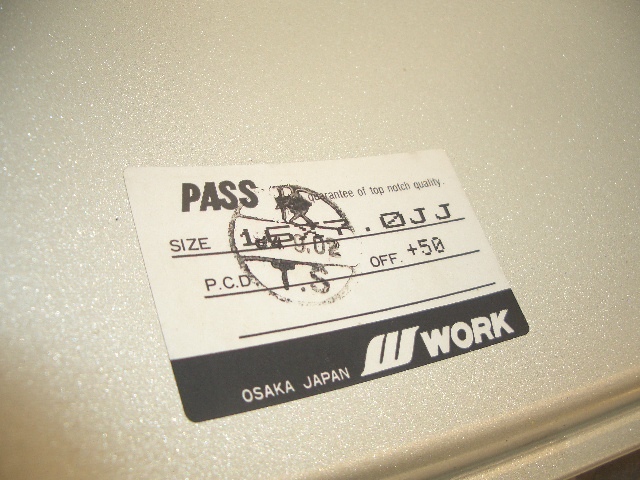 PASS guarantee of top notch quality.
SIZE .0JJ
P.C.D. OFF. +50
T.S
WORK
OSAKA JAPAN